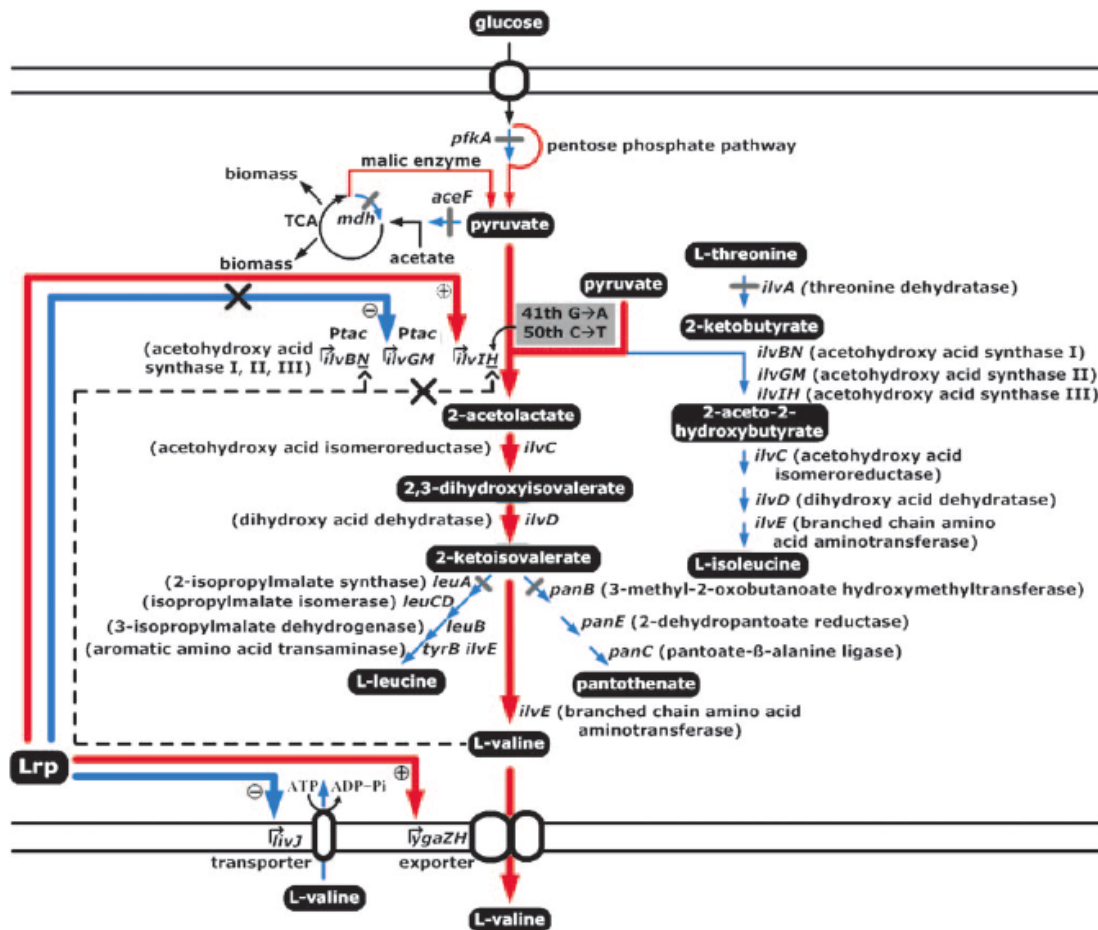 glucose
pfkA
pentose phosphate pathway
malic enzyme
biomass
aceF
TCA
mdh
pyruvate
acetate
biomass
L-threonine
pyruvate
ilvA (threonine dehydratase)
41th G→A
50th C→T
2-ketobutyrate
Ptac Ptac
(acetohydroxy acid
synthase I, II, III)
ilvBN ilvGM ilvIH
ilvBN (acetohydroxy acid synthase I)
ilvGM (acetohydroxy acid synthase II)
ilvIH (acetohydroxy acid synthase III)
2-acetolactate
2-aceto-2-
hydroxybutyrate
(acetohydroxy acid isomeroreductase) ilvC
ilvC (acetohydroxy acid
isomeroreductase)
2,3-dihydroxyisovalerate
ilvD (dihydroxy acid dehydratase)
(dihydroxy acid dehydratase) ilvD
ilvE (branched chain amino
acid aminotransferase)
2-ketoisovalerate
L-isoleucine
(2-isopropylmalate synthase) leuA
(isopropylmalate isomerase) leuCD
(3-isopropylmalate dehydrogenase) leuB
(aromatic amino acid transaminase) tyrB ilvE
L-leucine
panB (3-methyl-2-oxobutanoate hydroxymethyltransferase)
panE (2-dehydropantoate reductase)
panC (pantoate-ß-alanine ligase)
pantothenate
ilvE (branched chain amino acid
aminotransferase)
L-valine
Lrp
⊖ ATP ADP-Pi ⊕
livJ ygaZH
transporter exporter
L-valine
L-valine